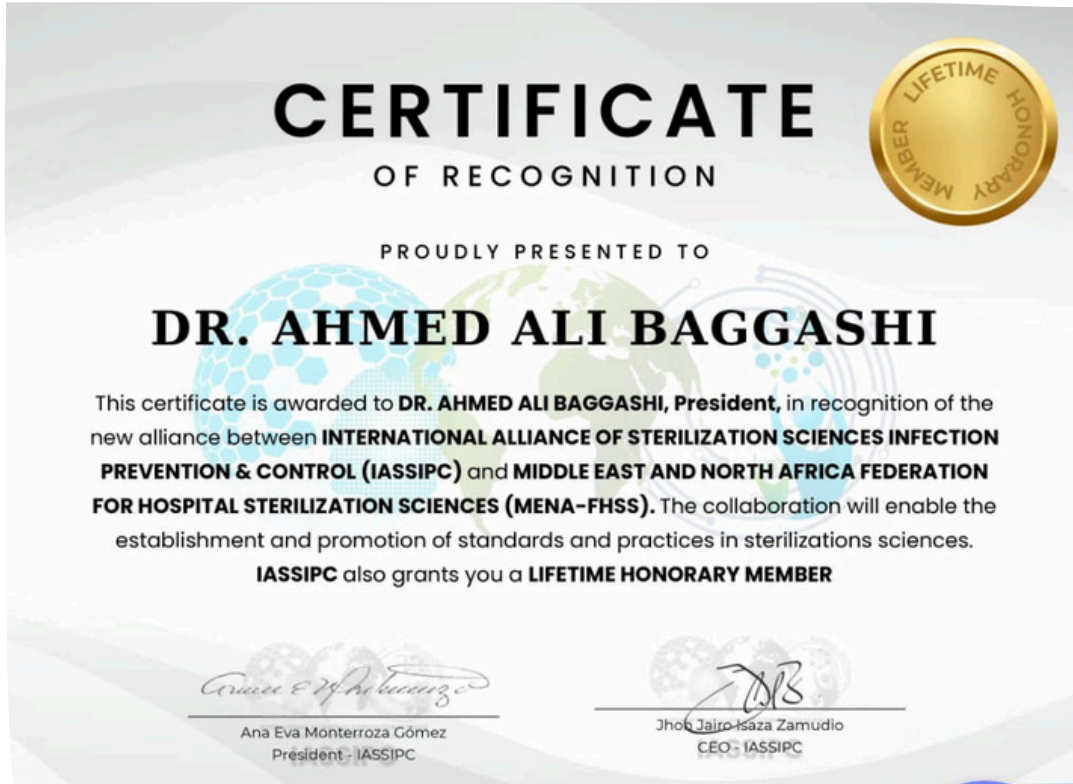 CERTIFICATE
OF RECOGNITION
LIFETIME HONORARY MEMBER
PROUDLY PRESENTED TO
DR. AHMED ALI BAGGASHI
This certificate is awarded to DR. AHMED ALI BAGGASHI, President, in recognition of the
new alliance between INTERNATIONAL ALLIANCE OF STERILIZATION SCIENCES INFECTION
PREVENTION & CONTROL (IASSIPC) and MIDDLE EAST AND NORTH AFRICA FEDERATION
FOR HOSPITAL STERILIZATION SCIENCES (MENA-FHSS). The collaboration will enable the
establishment and promotion of standards and practices in sterilizations sciences.
IASSIPC also grants you a LIFETIME HONORARY MEMBER
Ana Eva Monterroza Gómez
President - IASSIPC
Jhon Jairo Isaza Zamudio
CEO - IASSIPC